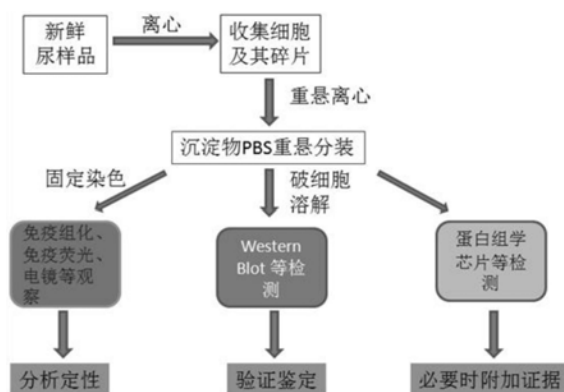 新鲜
尿样品
离心
收集细胞
及其碎片
重悬离心
沉淀物PBS重悬分装
固定染色
破细胞
溶解
免疫组化、
免疫荧光、
电镜等观
察
Western
Blot 等检
测
蛋白组学
芯片等检
测
分析定性
验证鉴定
必要时附加证据